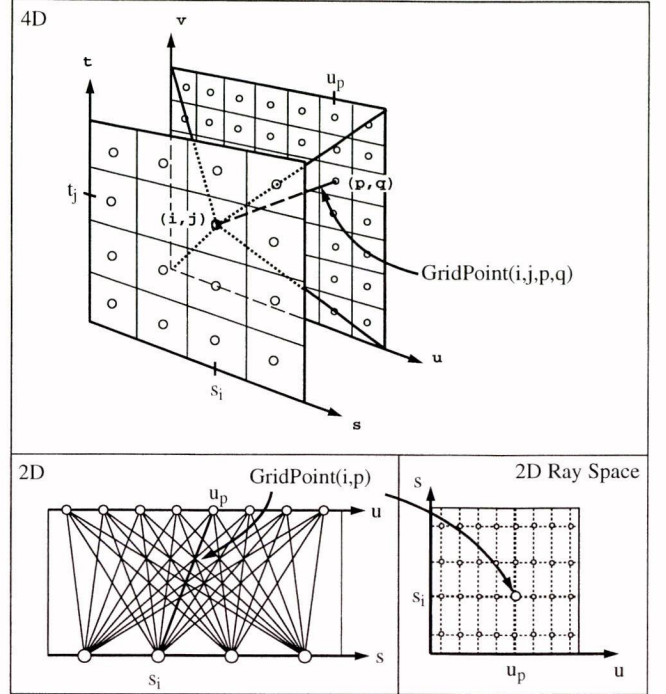 4D
v
t
u_p
t_j
(i,j)
(p,q)
GridPoint(i,j,p,q)
u
s_i
s
2D
GridPoint(i,p)
u_p
u
s
s_i
2D Ray Space
s
s_i
u_p
u